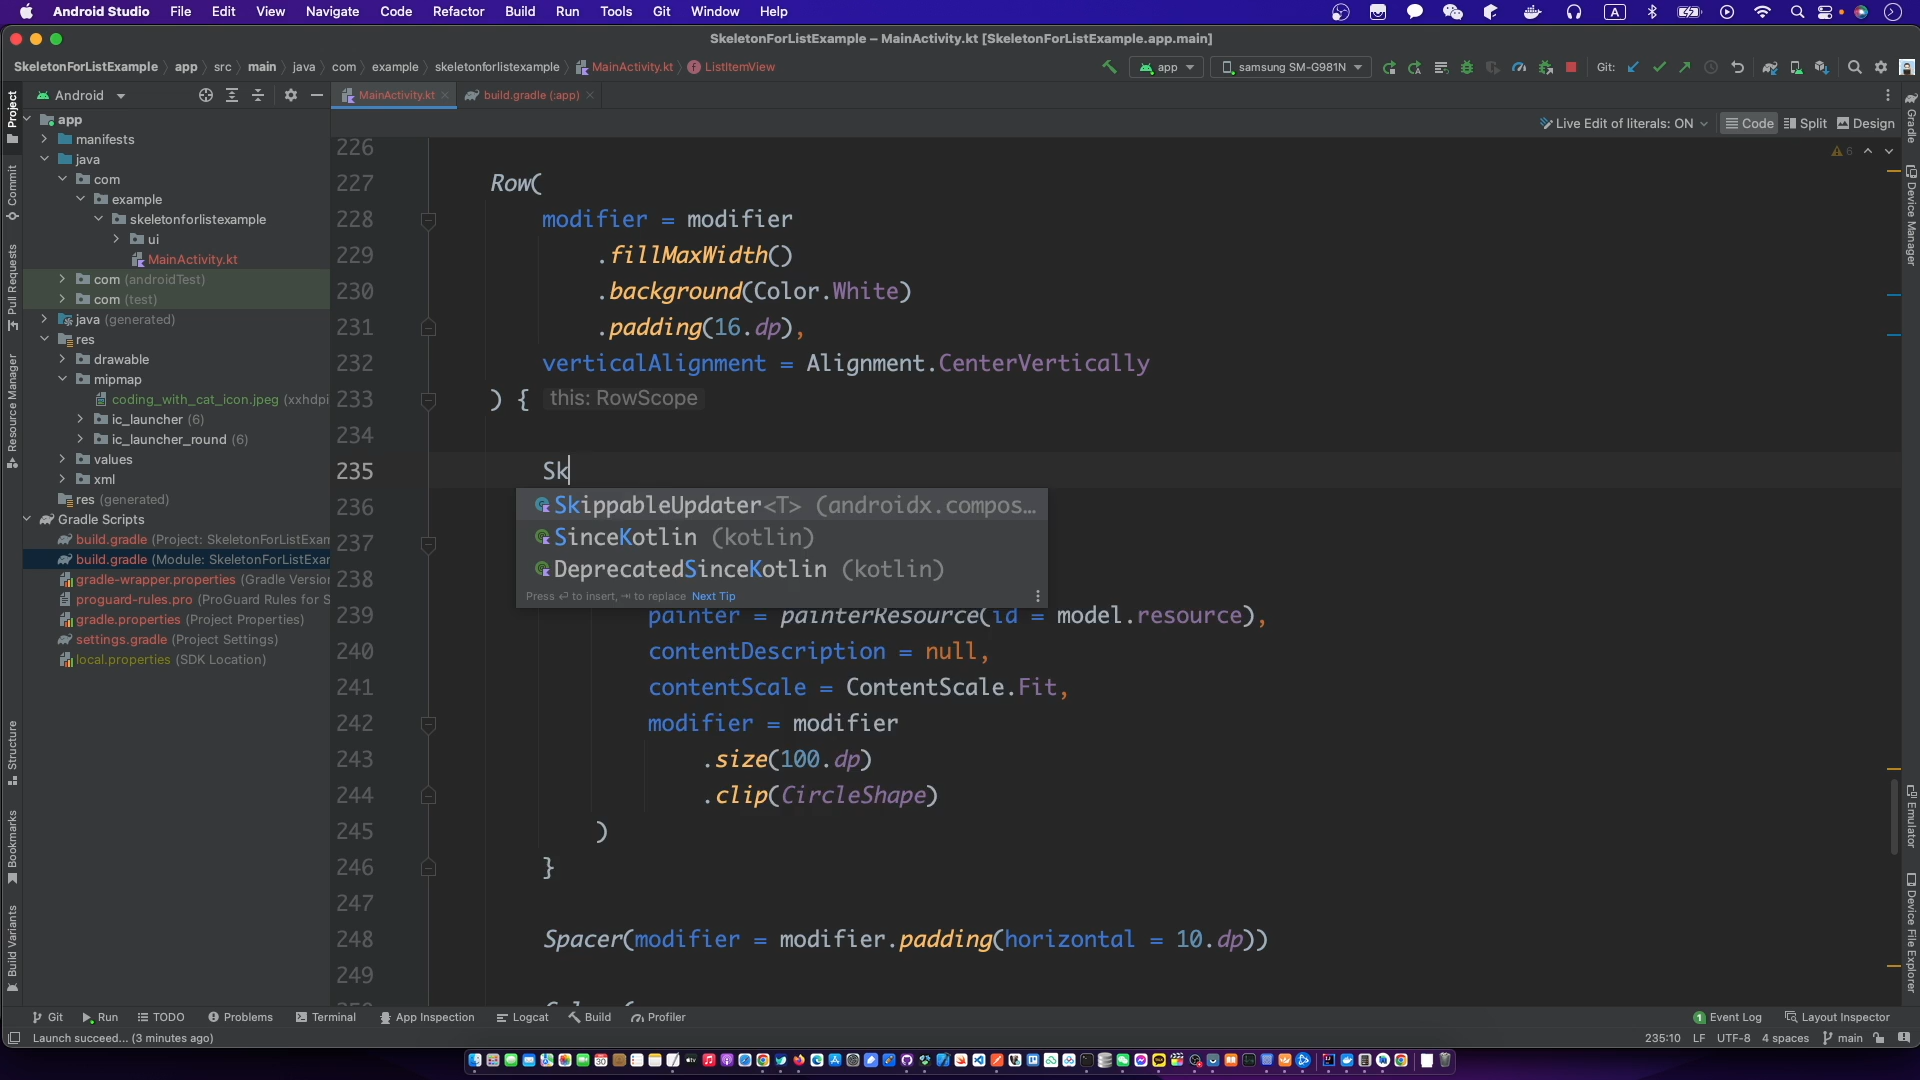 Android Studio File Edit View Navigate Code Refactor Build Run Tools Git Window Help
SkeletonForListExample – MainActivity.kt [SkeletonForListExample.app.main]
SkeletonForListExample app src main java com example skeletonforlistexample MainActivity.kt ListItemView
app samsung SM-G981N Git:
Android
MainActivity.kt build.gradle (:app)
Live Edit of literals: ON Code Split Design
6
Project
Commit
Pull Requests
Resource Manager
Structure
Bookmarks
Build Variants
app
manifests
java
com
example
skeletonforlistexample
ui
MainActivity.kt
com (androidTest)
com (test)
java (generated)
res
drawable
mipmap
coding_with_cat_icon.jpeg (xxhdpi
ic_launcher (6)
ic_launcher_round (6)
values
xml
res (generated)
Gradle Scripts
build.gradle (Project: SkeletonForListExam
build.gradle (Module: SkeletonForListExar
gradle-wrapper.properties (Gradle Version
proguard-rules.pro (ProGuard Rules for S
gradle.properties (Project Properties)
settings.gradle (Project Settings)
local.properties (SDK Location)
226
227 Row(
228 modifier = modifier
229 .fillMaxWidth()
230 .background(Color.White)
231 .padding(16.dp),
232 verticalAlignment = Alignment.CenterVertically
233 ) { this: RowScope
234
235 Sk
236
SkippableUpdater<T> (androidx.compos…
237
SinceKotlin (kotlin)
238
DeprecatedSinceKotlin (kotlin)
Press ⏎ to insert, ⇥ to replace Next Tip
239 painter = painterResource(id = model.resource),
240 contentDescription = null,
241 contentScale = ContentScale.Fit,
242 modifier = modifier
243 .size(100.dp)
244 .clip(CircleShape)
245 )
246 }
247
248 Spacer(modifier = modifier.padding(horizontal = 10.dp))
249
Gradle
Device Manager
Emulator
Device File Explorer
Git Run TODO Problems Terminal App Inspection Logcat Build Profiler 1 Event Log Layout Inspector
Launch succeed... (3 minutes ago) 235:10 LF UTF-8 4 spaces main